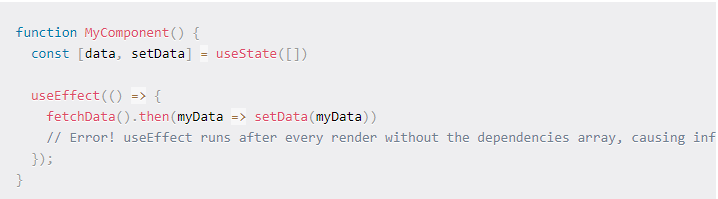 function MyComponent() {
  const [data, setData] = useState([])
  useEffect(() => {
    fetchData().then(myData => setData(myData))
    // Error! useEffect runs after every render without the dependencies array, causing inf
  });
}